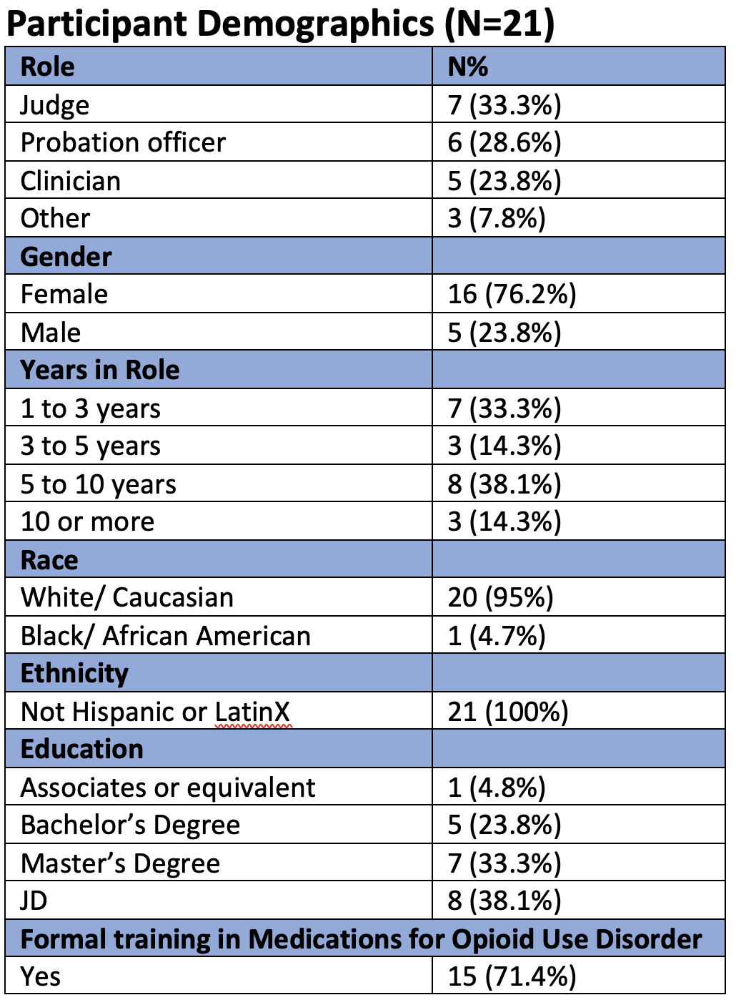 Participant Demographics (N=21)
Role N%
Judge 7 (33.3%)
Probation officer 6 (28.6%)
Clinician 5 (23.8%)
Other 3 (7.8%)
Gender
Female 16 (76.2%)
Male 5 (23.8%)
Years in Role
1 to 3 years 7 (33.3%)
3 to 5 years 3 (14.3%)
5 to 10 years 8 (38.1%)
10 or more 3 (14.3%)
Race
White/ Caucasian 20 (95%)
Black/ African American 1 (4.7%)
Ethnicity
Not Hispanic or LatinX 21 (100%)
Education
Associates or equivalent 1 (4.8%)
Bachelor’s Degree 5 (23.8%)
Master’s Degree 7 (33.3%)
JD 8 (38.1%)
Formal training in Medications for Opioid Use Disorder
Yes 15 (71.4%)